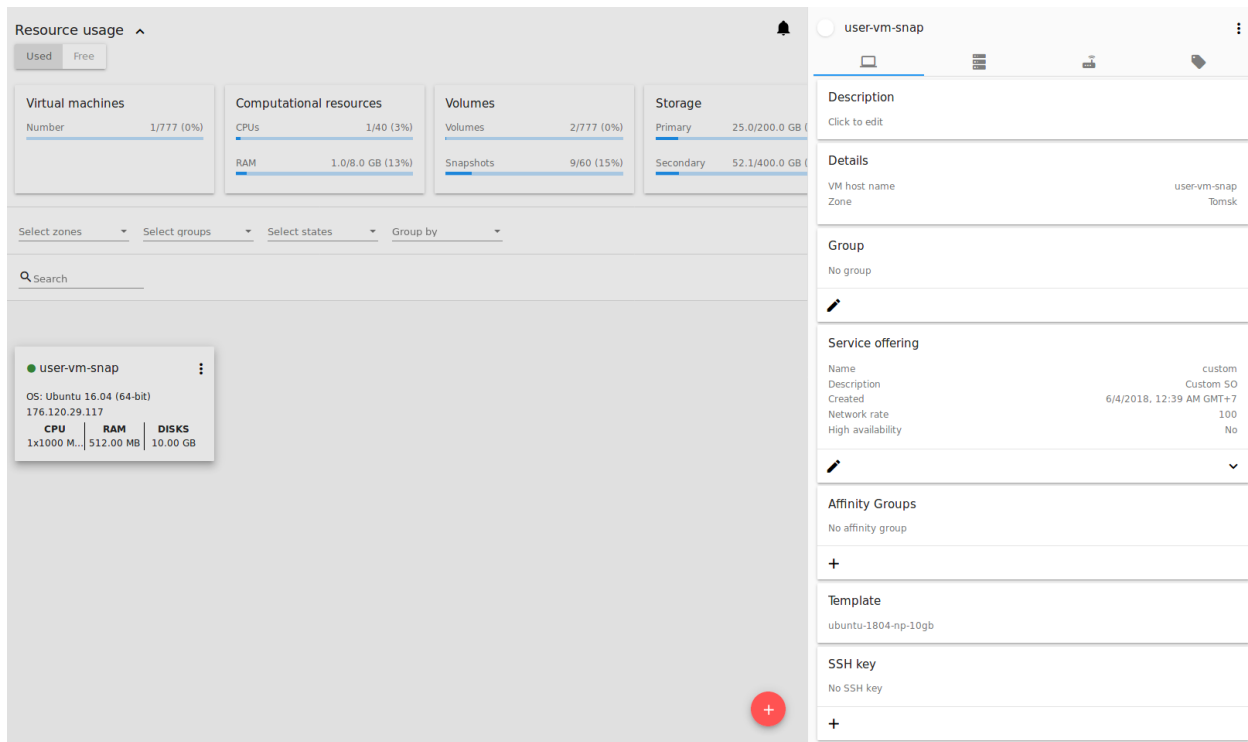 Resource usage
Used Free
Virtual machines
Number 1/777 (0%)
Computational resources
CPUs 1/40 (3%)
RAM 1.0/8.0 GB (13%)
Volumes
Volumes 2/777 (0%)
Snapshots 9/60 (15%)
Storage
Primary 25.0/200.0 GB (
Secondary 52.1/400.0 GB (
Select zones Select groups Select states Group by
Search
user-vm-snap
OS: Ubuntu 16.04 (64-bit)
176.120.29.117
CPU RAM DISKS
1x1000 M... 512.00 MB 10.00 GB
+
user-vm-snap
Description
Click to edit
Details
VM host name user-vm-snap
Zone Tomsk
Group
No group
Service offering
Name custom
Description Custom SO
Created 6/4/2018, 12:39 AM GMT+7
Network rate 100
High availability No
Affinity Groups
No affinity group
+
Template
ubuntu-1804-np-10gb
SSH key
No SSH key
+